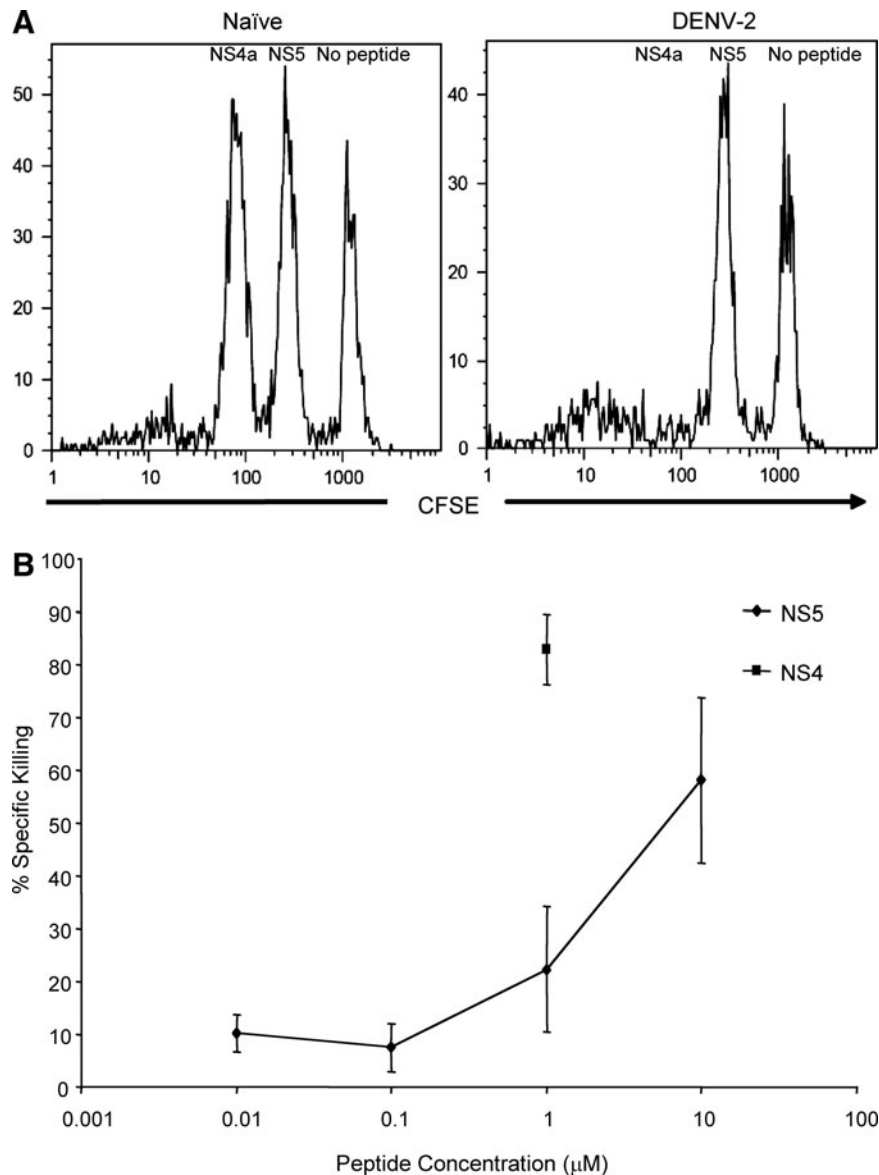 A
Naïve
DENV-2
NS4a NS5 No peptide
NS4a NS5 No peptide
50
40
30
20
10
0
40
30
20
10
0
1 10 100 1000
1 10 100 1000
CFSE
B
100
90
80
70
60
50
40
30
20
10
0
% Specific Killing
NS5
NS4
0.001 0.01 0.1 1 10 100
Peptide Concentration (µM)